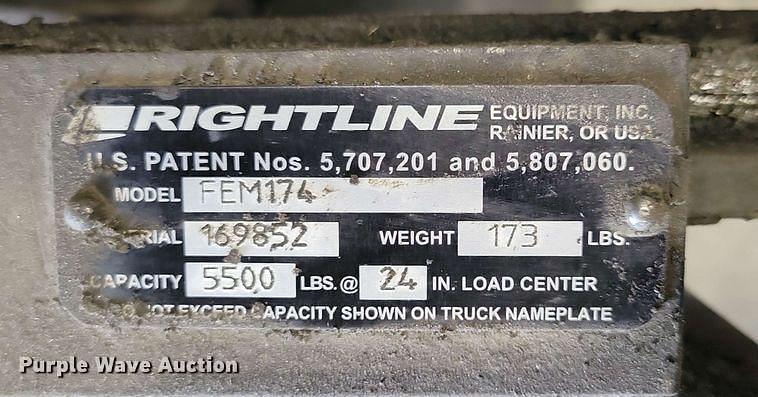 RIGHTLINE EQUIPMENT, INC.
RAINIER, OR USA
U.S. PATENT Nos. 5,707,201 and 5,807,060.
MODEL FEM174
SERIAL 169852 WEIGHT 173 LBS.
CAPACITY 5500 LBS. @ 24 IN. LOAD CENTER
DO NOT EXCEED CAPACITY SHOWN ON TRUCK NAMEPLATE
Purple Wave Auction